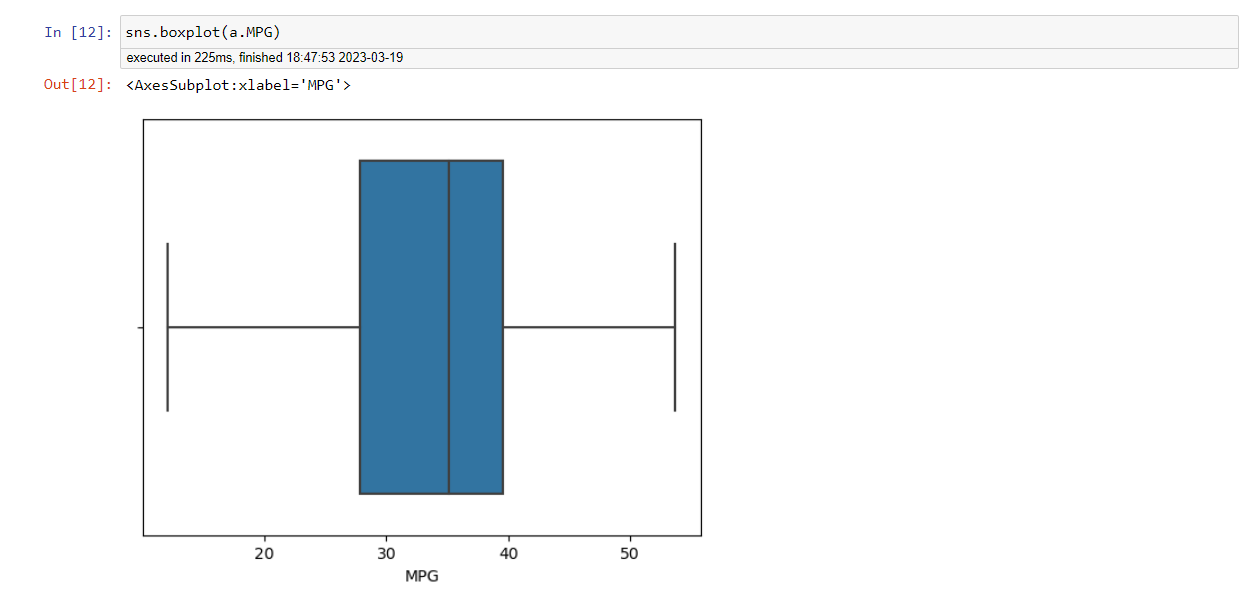 In [12]: sns.boxplot(a.MPG)
executed in 225ms, finished 18:47:53 2023-03-19
Out[12]: <AxesSubplot:xlabel='MPG'>
20 30 40 50
MPG